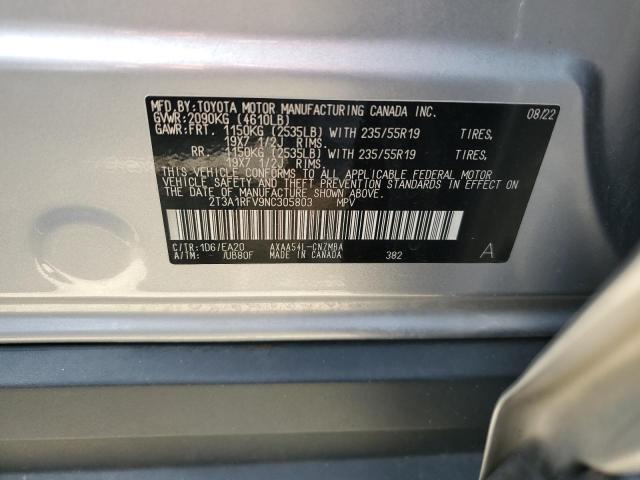 MFD.BY:TOYOTA MOTOR MANUFACTURING CANADA INC. 08/22
GVWR:2090KG (4610LB)
GAWR:FRT. 1150KG (2535LB) WITH 235/55R19 TIRES,
19X7 1/2J RIMS.
RR. 1150KG (2535LB) WITH 235/55R19 TIRES,
19X7 1/2J RIMS.
THIS VEHICLE CONFORMS TO ALL APPLICABLE FEDERAL MOTOR
VEHICLE SAFETY AND THEFT PREVENTION STANDARDS IN EFFECT ON
THE DATE OF MANUFACTURE SHOWN ABOVE.
2T3A1RFV9NC305803 MPV
C/TR:1D6/EA20 AXAA54L-CNZMBA A
A/TM: /UB80F MADE IN CANADA 382